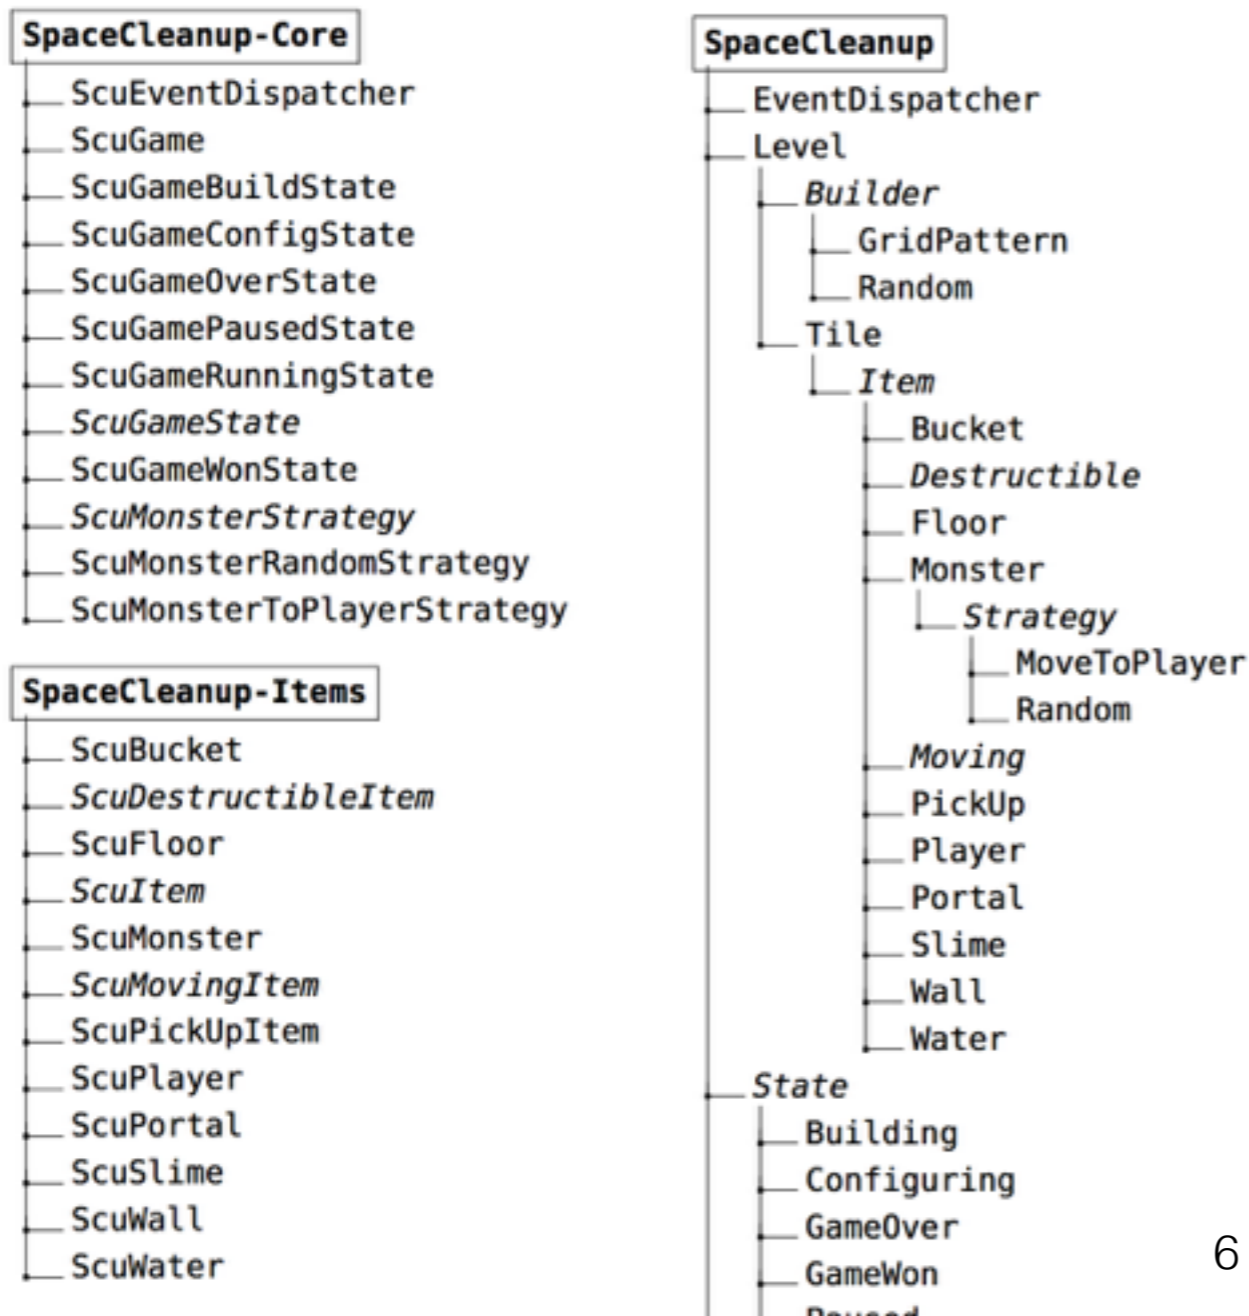 SpaceCleanup-Core
ScuEventDispatcher
ScuGame
ScuGameBuildState
ScuGameConfigState
ScuGameOverState
ScuGamePausedState
ScuGameRunningState
ScuGameState
ScuGameWonState
ScuMonsterStrategy
ScuMonsterRandomStrategy
ScuMonsterToPlayerStrategy
SpaceCleanup-Items
ScuBucket
ScuDestructibleItem
ScuFloor
ScuItem
ScuMonster
ScuMovingItem
ScuPickUpItem
ScuPlayer
ScuPortal
ScuSlime
ScuWall
ScuWater
SpaceCleanup
EventDispatcher
Level
Builder
GridPattern
Random
Tile
Item
Bucket
Destructible
Floor
Monster
Strategy
MoveToPlayer
Random
Moving
PickUp
Player
Portal
Slime
Wall
Water
State
Building
Configuring
GameOver
GameWon
Paused
6